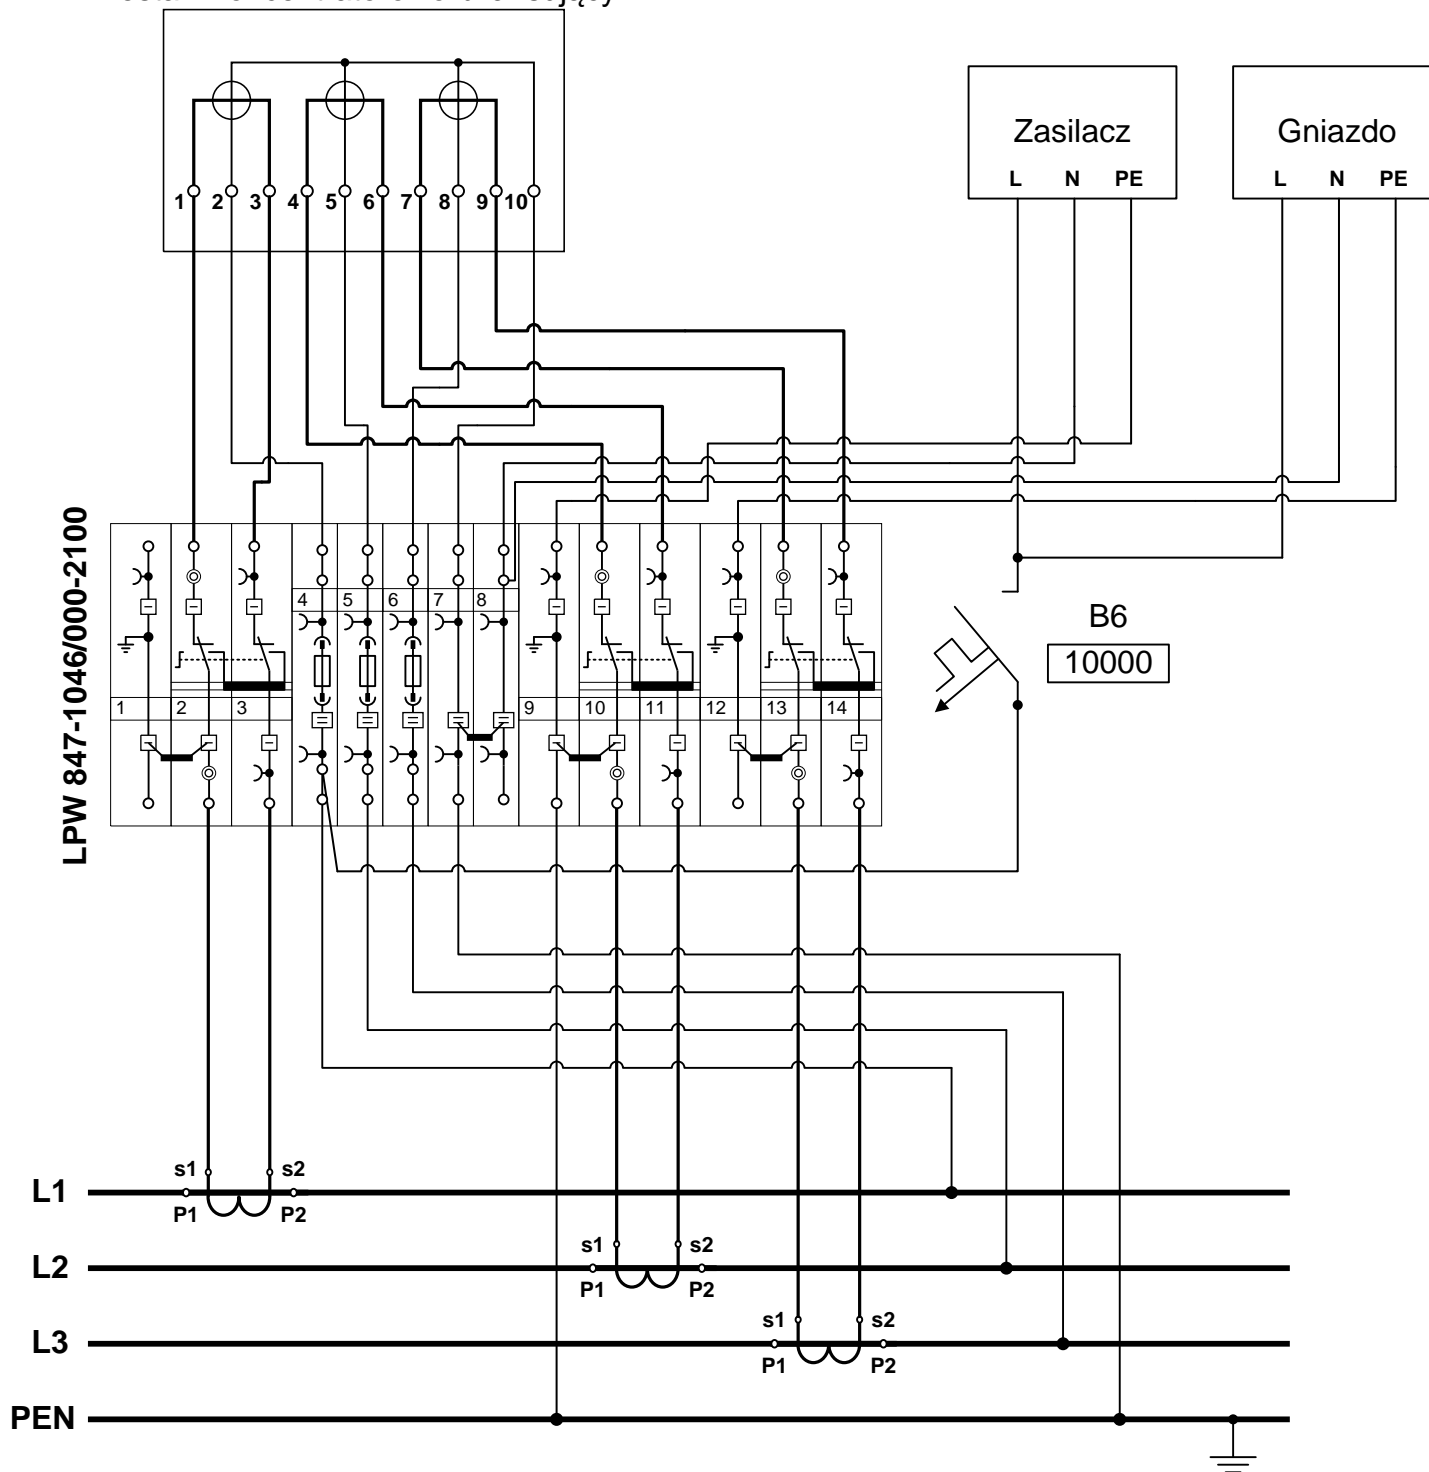 Zasilacz
L N PE
Gniazdo
L N PE
1 2 3 4 5 6 7 8 9 10
LPW 847-1046/000-2100
4 5 6 7 8
1 2 3 9 10 11 12 13 14
B6
10000
s1 s2
L1
P1 P2
s1 s2
L2
P1 P2
s1 s2
L3
P1 P2
PEN